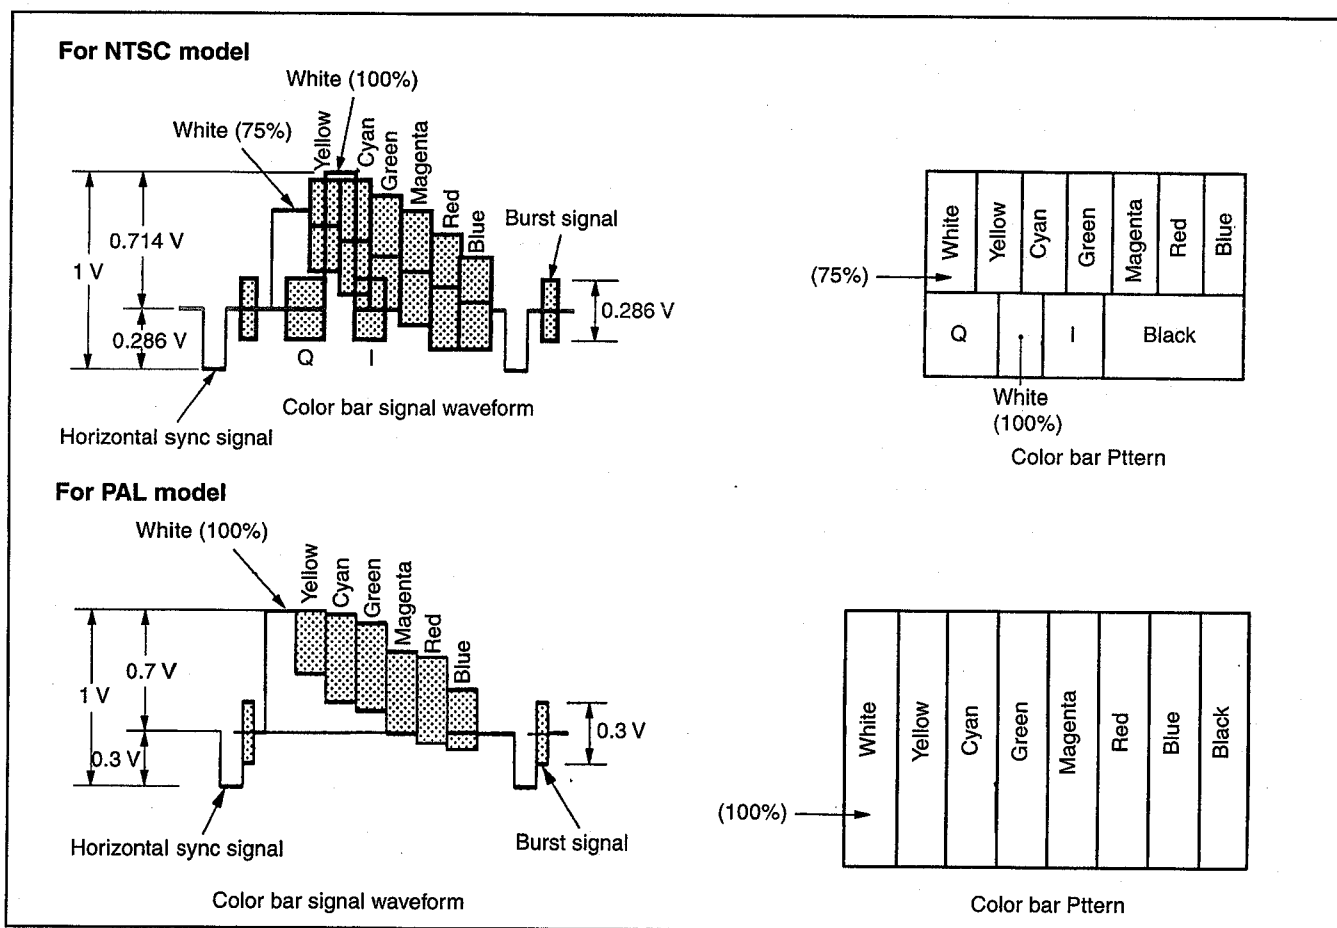 For NTSC model
White (100%)
White (75%)
Yellow
Cyan
Green
Magenta
Red
Blue
Burst signal
0.714 V
1 V
0.286 V
0.286 V
Q
I
Color bar signal waveform
Horizontal sync signal
White
Yellow
Cyan
Green
Magenta
Red
Blue
(75%)
Q
I
Black
White
(100%)
Color bar Pttern
For PAL model
White (100%)
Yellow
Cyan
Green
Magenta
Red
Blue
0.7 V
1 V
0.3 V
0.3 V
Horizontal sync signal
Burst signal
Color bar signal waveform
White
Yellow
Cyan
Green
Magenta
Red
Blue
Black
(100%)
Color bar Pttern